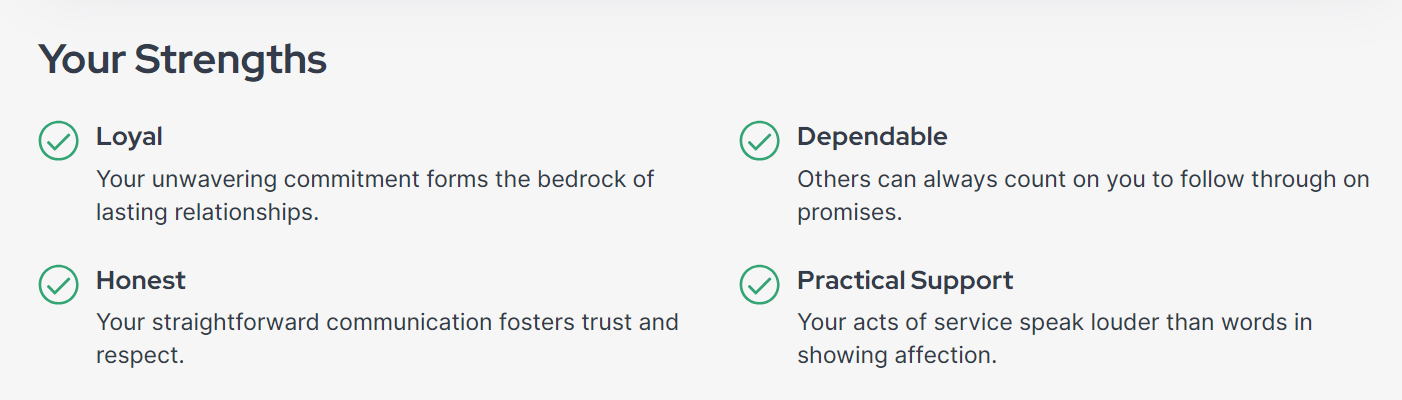 Your Strengths
Loyal
Your unwavering commitment forms the bedrock of
lasting relationships.
Dependable
Others can always count on you to follow through on
promises.
Honest
Your straightforward communication fosters trust and
respect.
Practical Support
Your acts of service speak louder than words in
showing affection.